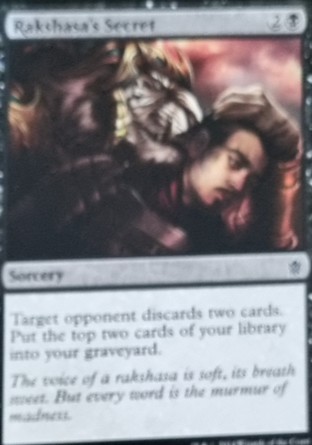 Rakshasa's Secret 2
Sorcery
Target opponent discards two cards.
Put the top two cards of your library
into your graveyard.
The voice of a rakshasa is soft, its breath
sweet. But every word is the murmur of
madness.